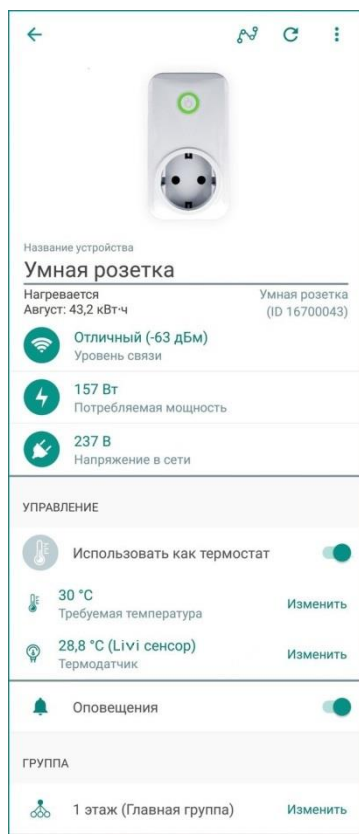 Название устройства
Умная розетка
Нагревается
Умная розетка
Август: 43,2 кВт·ч
(ID 16700043)
Отличный (-63 дБм)
Уровень связи
157 Вт
Потребляемая мощность
237 В
Напряжение в сети
УПРАВЛЕНИЕ
Использовать как термостат
30 °C
Требуемая температура
Изменить
28,8 °C (Livi сенсор)
Термодатчик
Изменить
Оповещения
ГРУППА
1 этаж (Главная группа)
Изменить